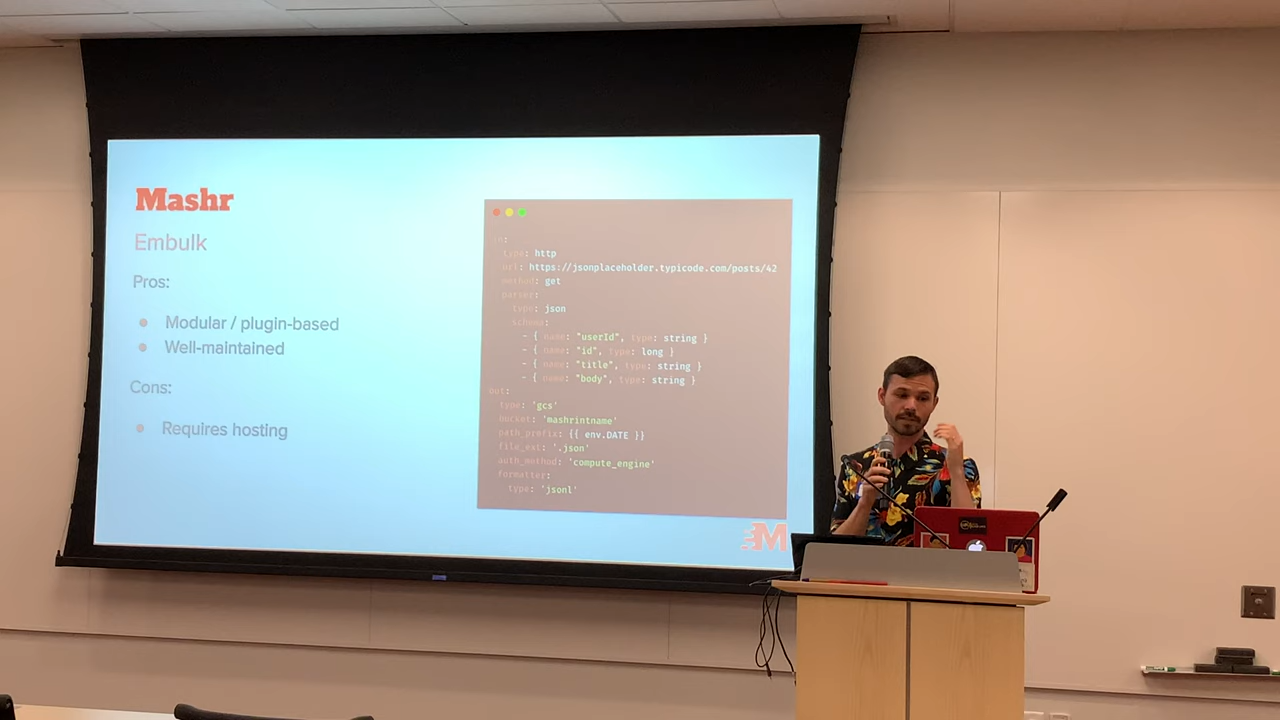 Mashr
Embulk
Pros:
● Modular / plugin-based
● Well-maintained
Cons:
● Requires hosting
in:
type: http
url: https://jsonplaceholder.typicode.com/posts/42
method: get
parser:
type: json
schema:
- { name: "userId", type: string }
- { name: "id", type: long }
- { name: "title", type: string }
- { name: "body", type: string }
out:
type: 'gcs'
bucket: 'mashrintname'
path_prefix: {{ env.DATE }}
file_ext: '.json'
auth_method: 'compute_engine'
formatter:
type: 'jsonl'
M